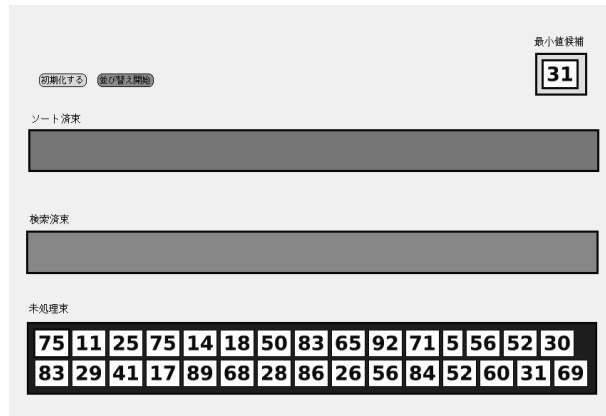 最小値候補
31
初期化する 並び替え開始
ソート済束
検索済束
未処理束
75 11 25 75 14 18 50 83 65 92 71 5 56 52 30
83 29 41 17 89 68 28 86 26 56 84 52 60 31 69